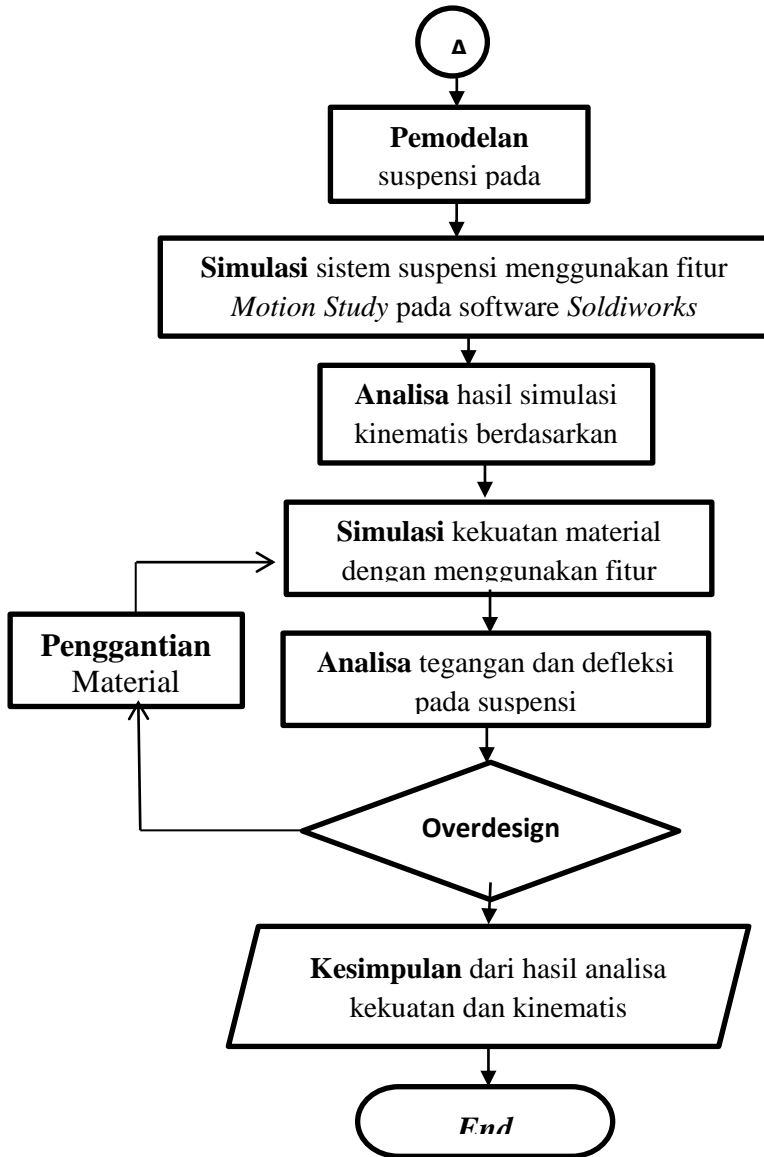 A
Pemodelan
suspensi pada
Simulasi sistem suspensi menggunakan fitur
Motion Study pada software Soldiworks
Analisa hasil simulasi
kinematis berdasarkan
Simulasi kekuatan material
dengan menggunakan fitur
Penggantian
Material
Analisa tegangan dan defleksi
pada suspensi
Overdesign
Kesimpulan dari hasil analisa
kekuatan dan kinematis
End